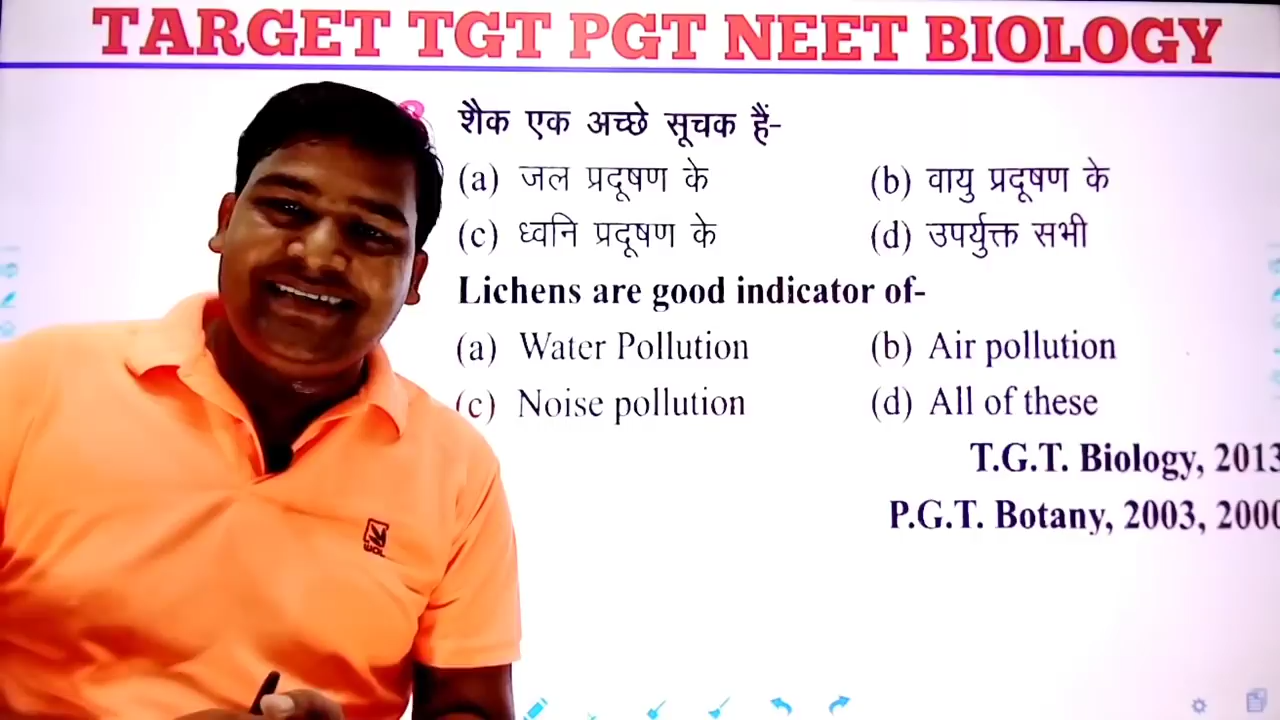 TARGET TGT PGT NEET BIOLOGY
शैक एक अच्छे सूचक हैं-
(a) जल प्रदूषण के (b) वायु प्रदूषण के
(c) ध्वनि प्रदूषण के (d) उपर्युक्त सभी
Lichens are good indicator of-
(a) Water Pollution (b) Air pollution
(c) Noise pollution (d) All of these
T.G.T. Biology, 2013
P.G.T. Botany, 2003, 2000